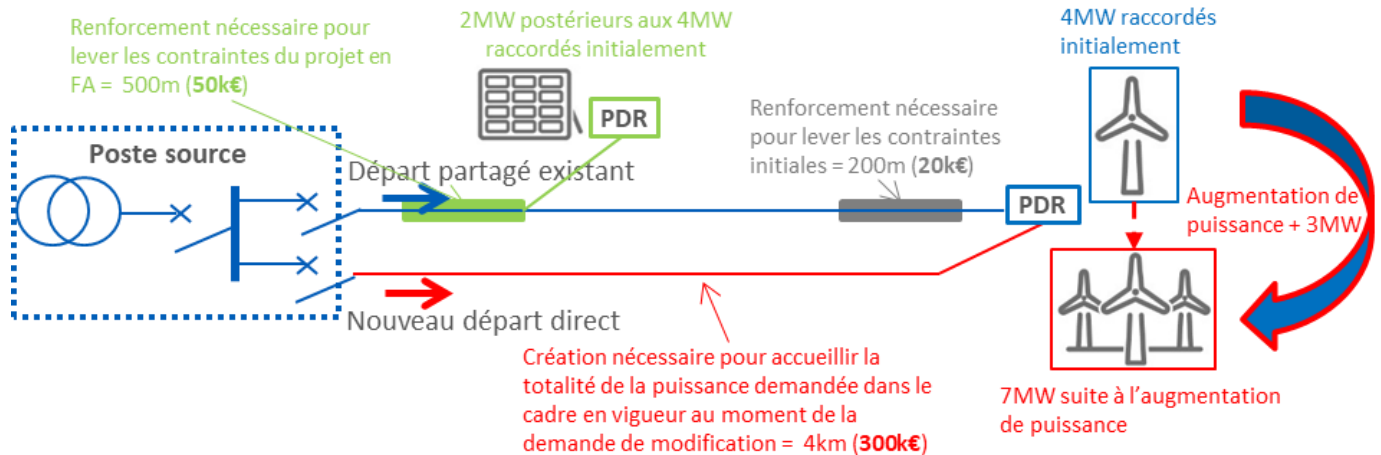 Renforcement nécessaire pour
lever les contraintes du projet en
FA = 500m (50k€)
2MW postérieurs aux 4MW
raccordés initialement
4MW raccordés
initialement
PDR
Renforcement nécessaire
pour lever les contraintes
initiales = 200m (20k€)
Poste source
Départ partagé existant
PDR
Augmentation de
puissance + 3MW
Nouveau départ direct
Création nécessaire pour accueillir la
totalité de la puissance demandée dans le
cadre en vigueur au moment de la
demande de modification = 4km (300k€)
7MW suite à l’augmentation
de puissance